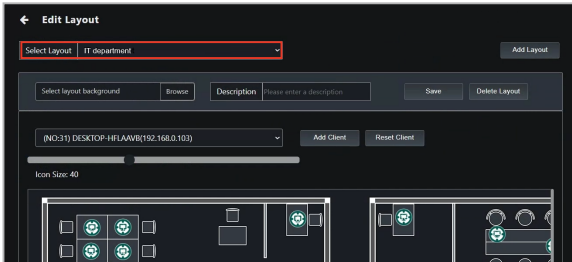 Edit Layout
Select Layout IT department Add Layout
Select layout background Browse Description Please enter a description Save Delete Layout
(NO:31) DESKTOP-HFLAAVB(192.168.0.103) Add Client Reset Client
Icon Size: 40